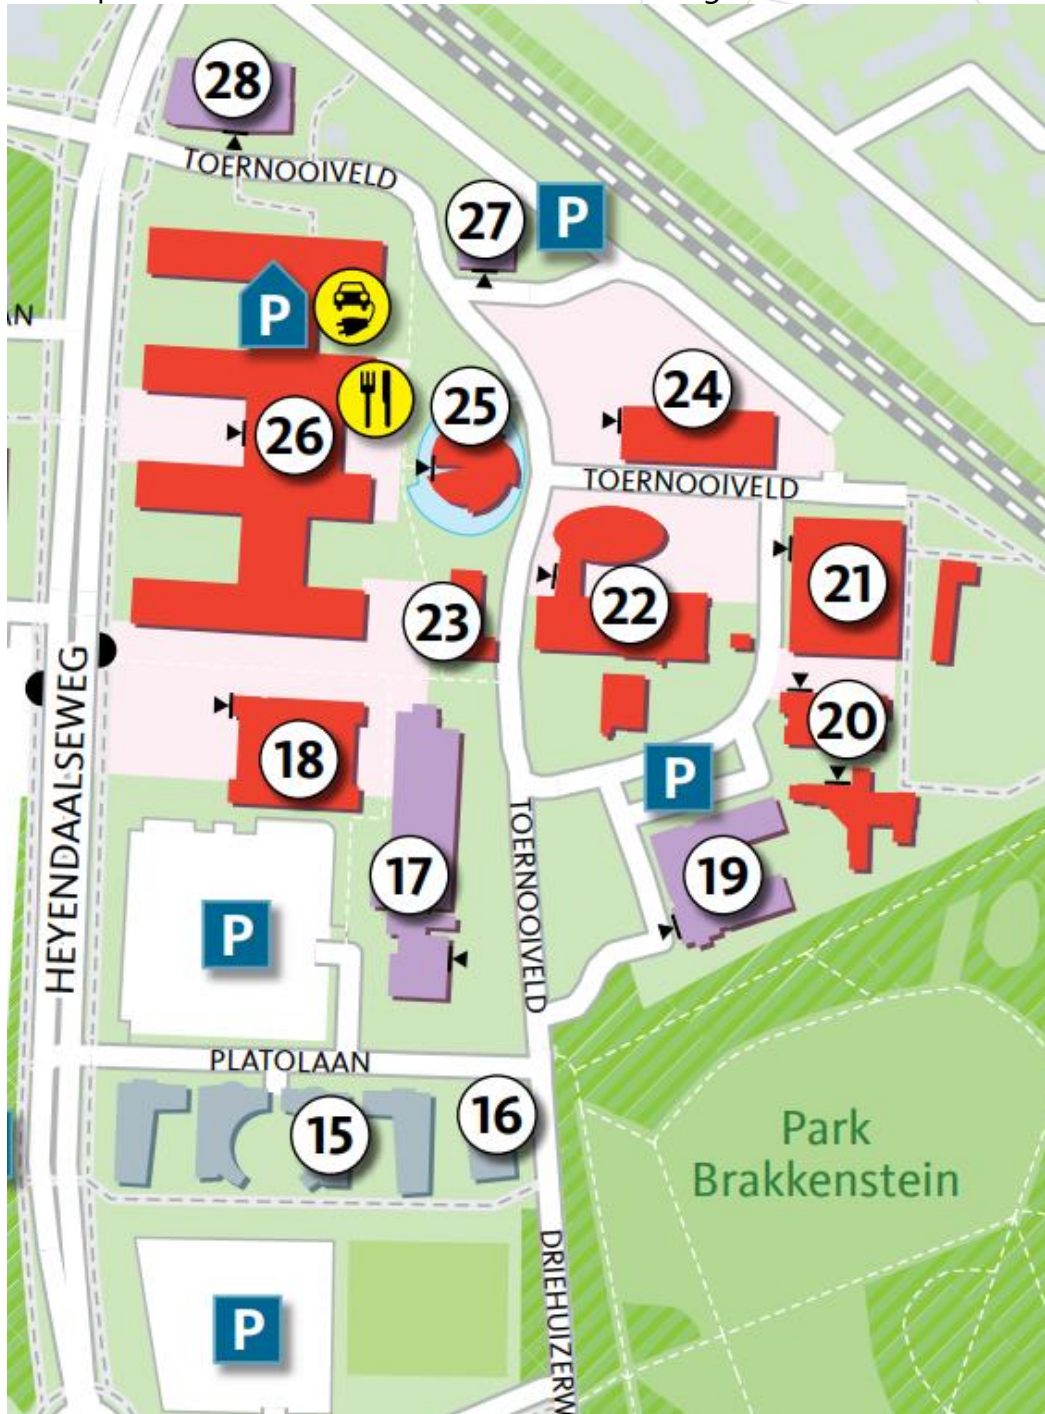 28
TOERNOOIVELD
27
P
P
N
24
25
26
TOERNOOIVELD
21
22
23
20
18
P
HEYENDAALSEWEG
17
19
TOERNOOIVELD
P
PLATOLAAN
16
15
Park
Brakkenstein
DRIEHUIZERW
P